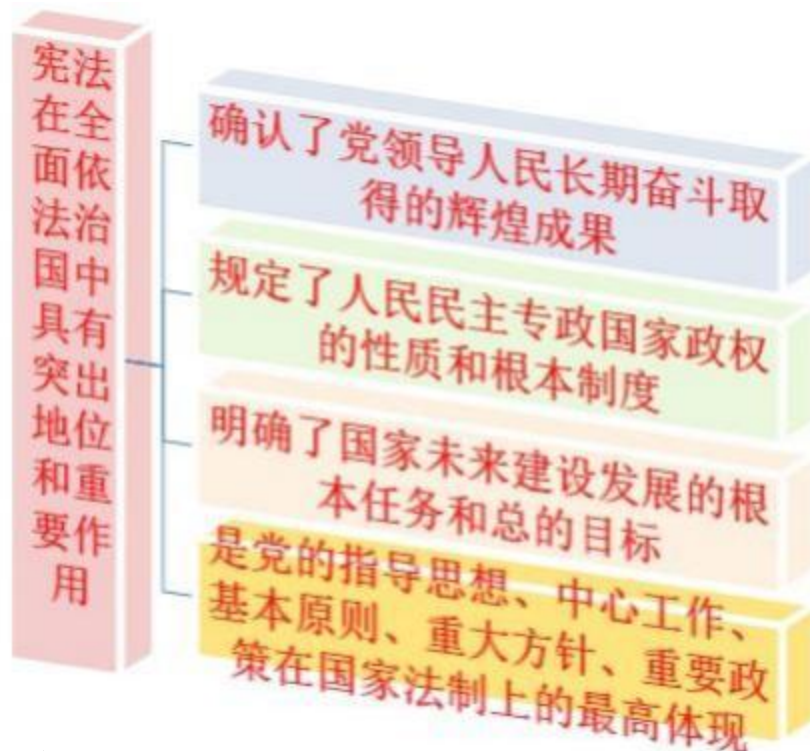 宪法
在全
面依
法治
国中
具有
突出
地位
和重
要作
用
确认了党领导人民长期奋斗取
得的辉煌成果
规定了人民民主专政国家政权
的性质和根本制度
明确了国家未来建设发展的根
本任务和总的目标
是党的指导思想、中心工作、
基本原则、重大方针、重要政
策在国家法制上的最高体现